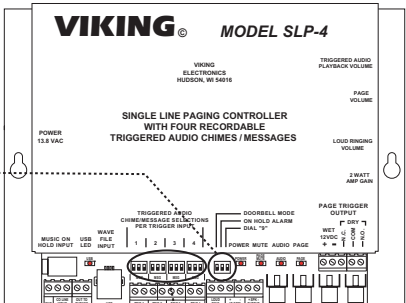 VIKING® MODEL SLP-4
VIKING
ELECTRONICS
HUDSON, WI 54016
TRIGGERED AUDIO
PLAYBACK VOLUME
PAGE
VOLUME
SINGLE LINE PAGING CONTROLLER
WITH FOUR RECORDABLE
TRIGGERED AUDIO CHIMES / MESSAGES
POWER
13.8 VAC
LOUD RINGING
VOLUME
2 WATT
AMP GAIN
TRIGGERED AUDIO
CHIME/MESSAGE SELECTIONS
PER TRIGGER INPUT
1 2 3 4
DOORBELL MODE
ON HOLD ALARM
DIAL "9"
POWER MUTE AUDIO PAGE
PAGE TRIGGER
OUTPUT
DRY
WET
12VDC
+ −
N.C.
COM
N.O.
MUSIC ON
HOLD INPUT
USB
LED
WAVE
FILE
INPUT